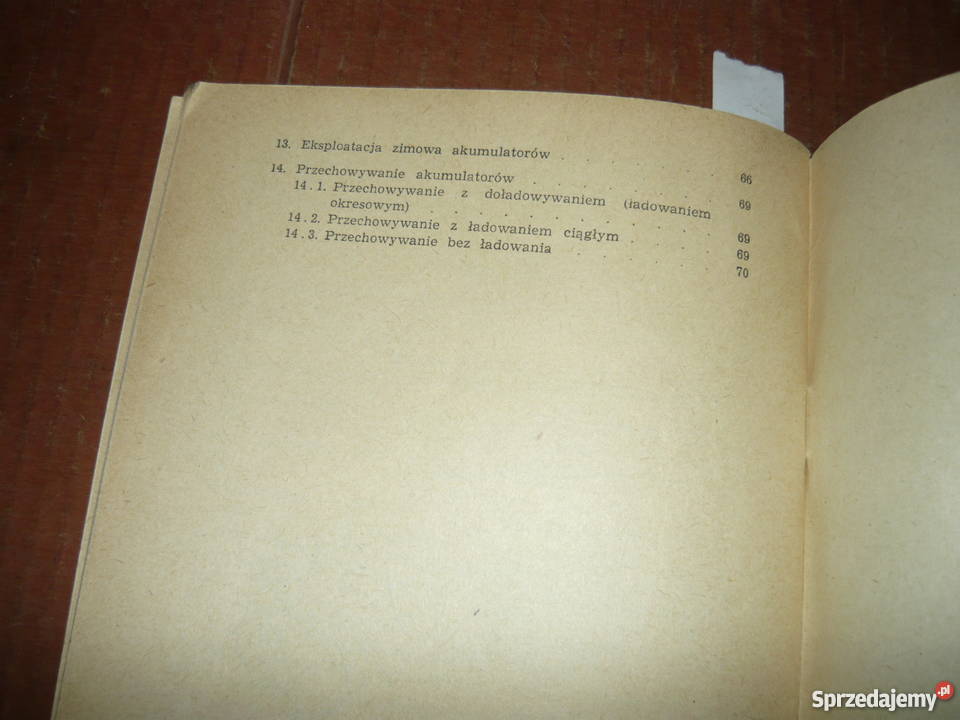 13. Eksploatacja zimowa akumulatorów . . . . . . 66
14. Przechowywanie akumulatorów . . . . . . . 69
14.1. Przechowywanie z doładowywaniem (ładowaniem
okresowym) . . . . . . . . . 69
14.2. Przechowywanie z ładowaniem ciągłym . . . . 69
14.3. Przechowywanie bez ładowania . . . . . 70
Sprzedajemy.pl